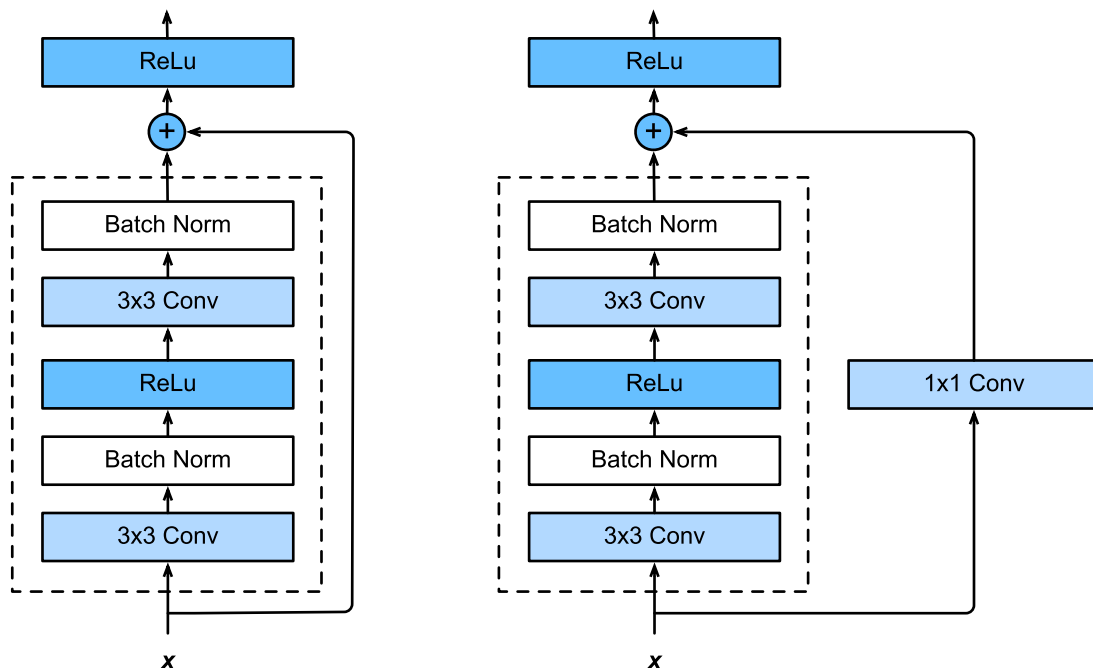 ReLu
+
Batch Norm
3x3 Conv
ReLu
Batch Norm
3x3 Conv
x
ReLu
+
Batch Norm
3x3 Conv
ReLu
1x1 Conv
Batch Norm
3x3 Conv
x